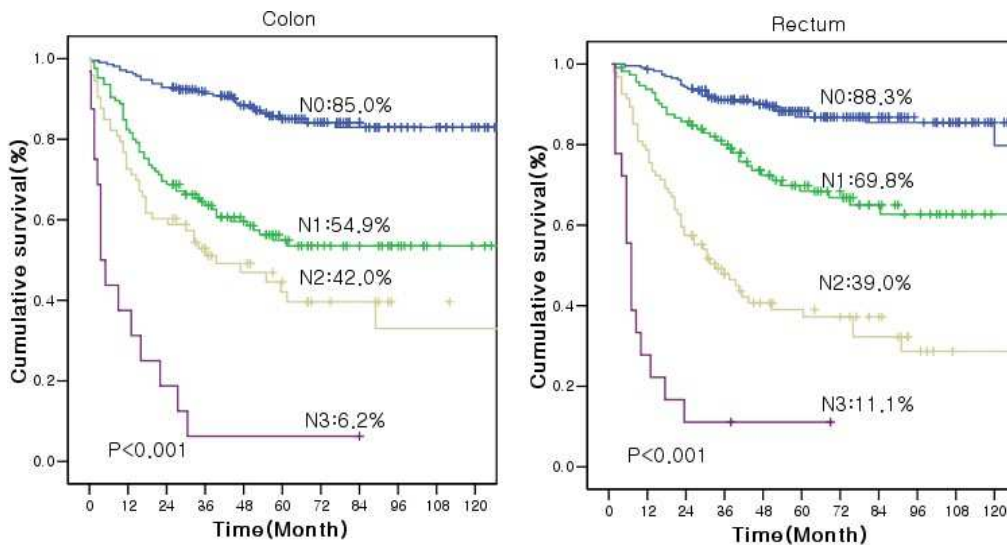 Colon
Cumulative survival(%)
1.0
0.8
0.6
0.4
0.2
0.0
N0:85.0%
N1:54.9%
N2:42.0%
N3:6.2%
P<0.001
0 12 24 36 48 60 72 84 96 108 120
Time(Month)
Rectum
Cumulative survival(%)
1.0
0.8
0.6
0.4
0.2
0.0
N0:88.3%
N1:69.8%
N2:39.0%
N3:11.1%
P<0.001
0 12 24 36 48 60 72 84 96 108 120
Time(Month)